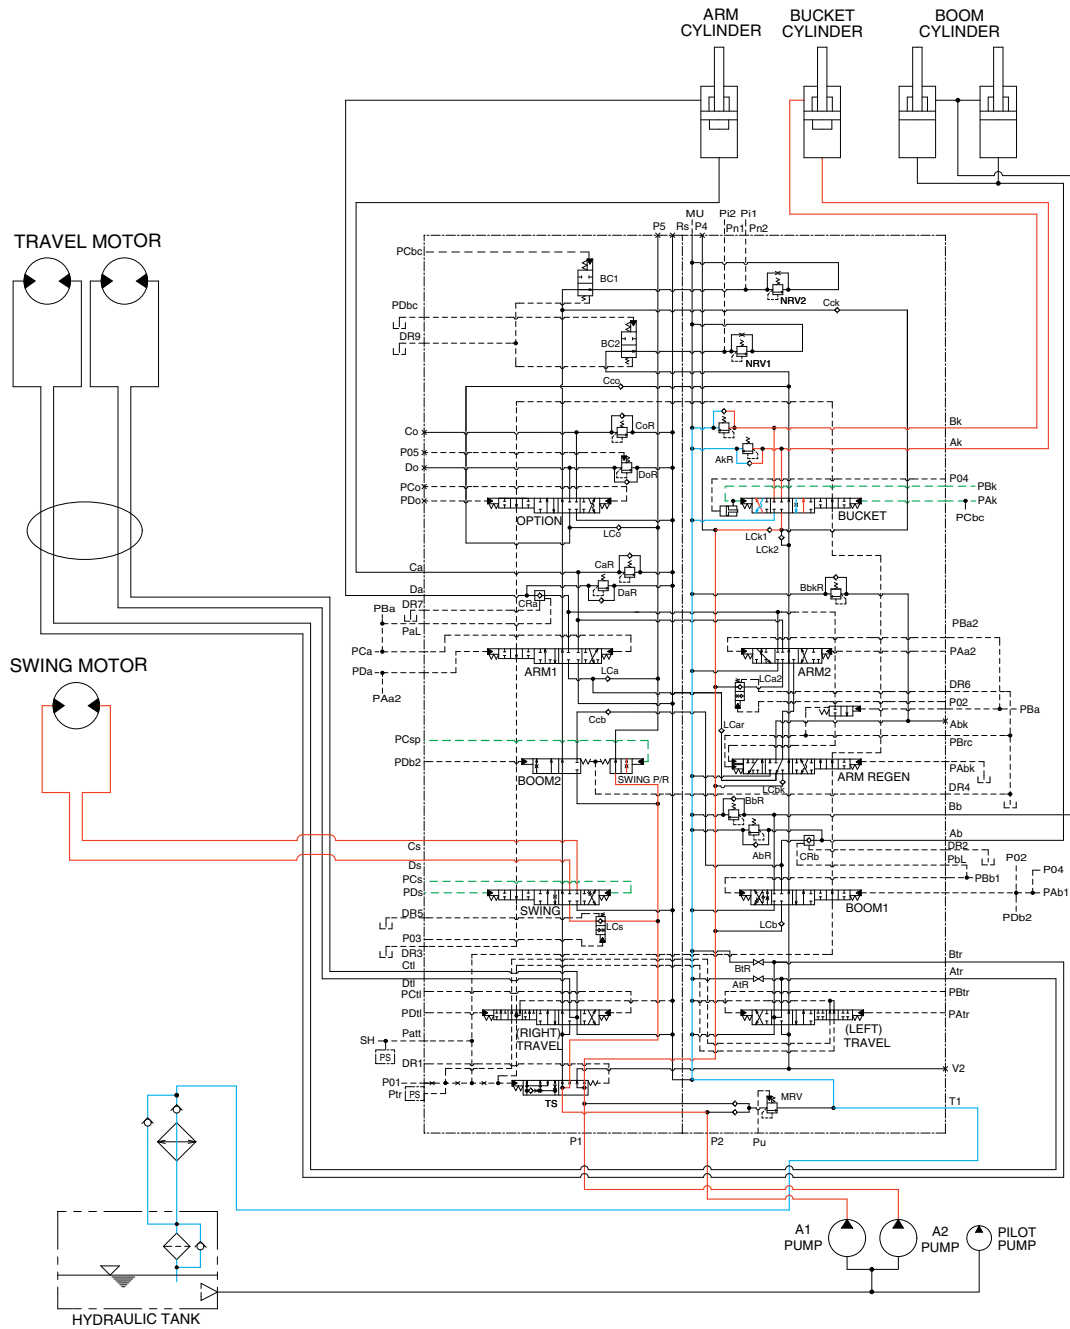 ARM
CYLINDER
BUCKET
CYLINDER
BOOM
CYLINDER
TRAVEL MOTOR
SWING MOTOR
P5
Rs
MU
P4
Pi2
Pn1
Pi1
Pn2
PCbc
BC1
NRV2
Cck
PDbc
DR9
BC2
NRV1
Cco
Co
CoR
P05
Do
DoR
PCo
PDo
OPTION
LCo
Bk
Ak
AkR
P04
PBk
PAk
PCbc
BUCKET
LCk1
LCk2
Ca
CaR
Da
DaR
CRa
DR7
PBa
PaL
PCa
PDa
PAa2
ARM1
LCa
BbkR
PBa2
PAa2
ARM2
LCa2
DR6
P02
PBa
LCar
Abk
PBrc
PAbk
ARM REGEN
LCbk
DR4
Ccb
PCsp
PDb2
BOOM2
SWING P/R
BbR
Bb
AbR
Ab
CRb
DR2
PbL
P02
P04
PBb1
PAb1
PDb2
BOOM1
LCb
Cs
Ds
PCs
PDs
SWING
DR5
LCs
P03
DR3
Ctl
Dtl
PCtl
PDtl
(RIGHT)
TRAVEL
BtR
Btr
AtR
Atr
PBtr
PAtr
(LEFT)
TRAVEL
Patt
SH
PS
DR1
P01
Ptr
PS
TS
V2
MRV
T1
P1
P2
Pu
A1
PUMP
A2
PUMP
PILOT
PUMP
HYDRAULIC TANK